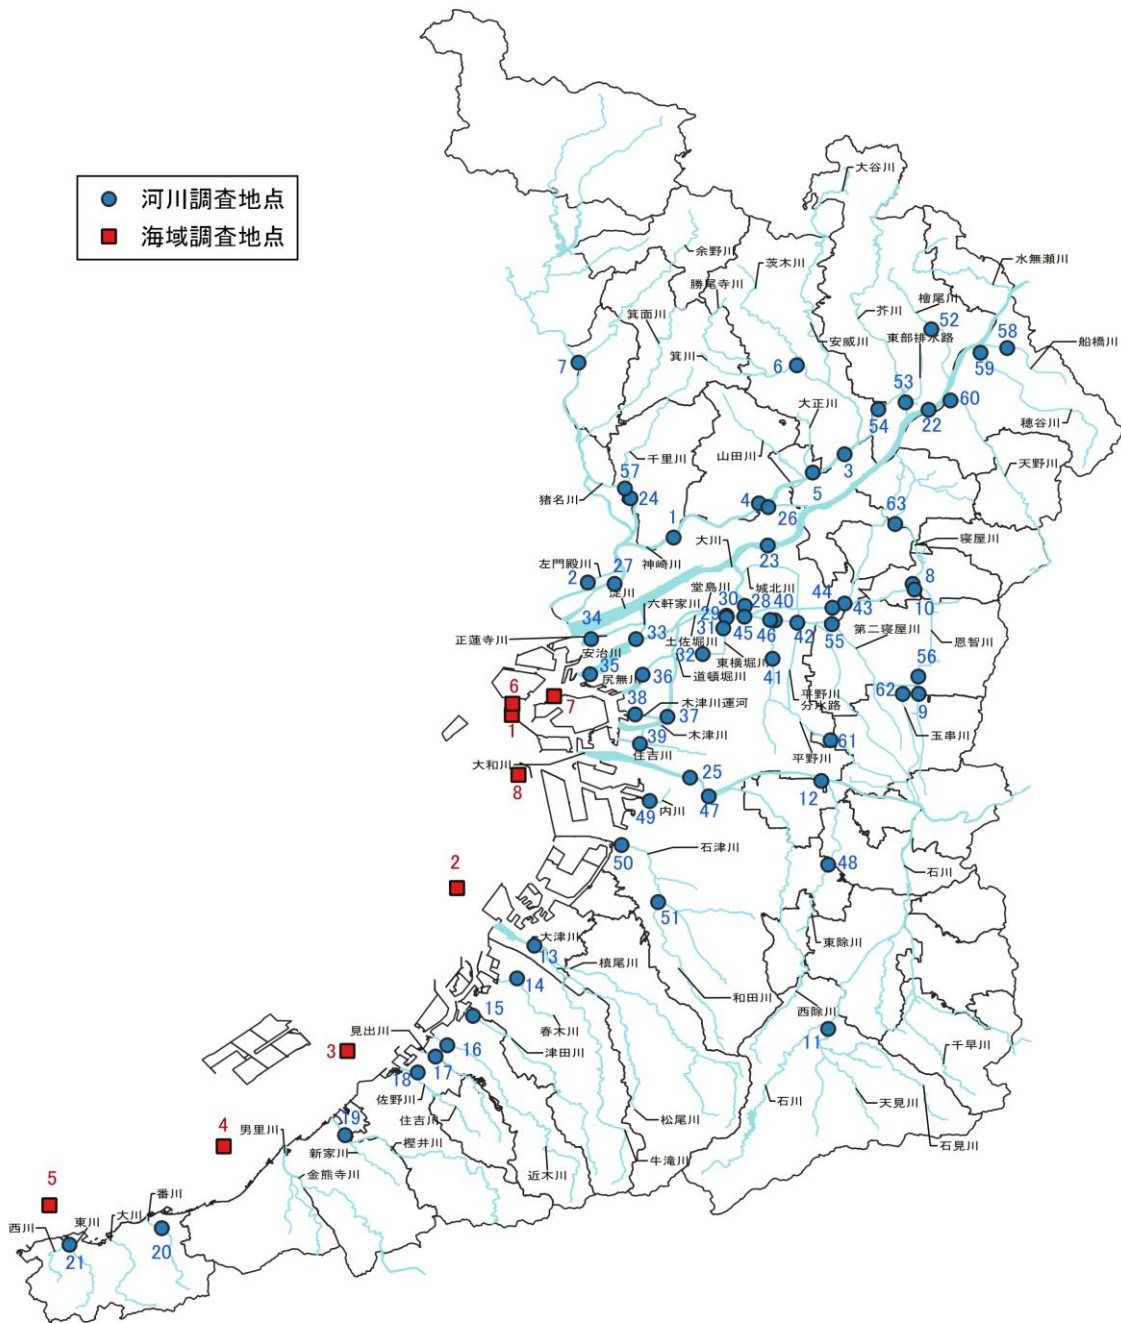 河川調査地点
海域調査地点
大谷川
余野川
茨木川
水無瀬川
勝尾寺川
檜尾川
芥川
箕面川
52
東部排水路
安威川
58
船橋川
箕川
59
7
6
大正川
53
60
54
22
穂谷川
千里川
山田川
天野川
57
3
猪名川
24
5
4
26
63
1
大川
寝屋川
23
神崎川
左門殿川
城北川
2
27
淀川
堂島川
8
六軒家川
30
28
40
44
43
10
34
29
33
31
土佐堀川
45
46
42
55
第二寝屋川
恩智川
正蓮寺川
安治川
32
東横堀川
41
35
尻無川
36
道頓堀川
56
平野川
分水路
62
9
6
7
38
木津川運河
37
玉串川
1
木津川
39
住吉川
61
平野川
大和川
25
8
12
49
内川
47
50
石津川
48
石川
2
51
大津川
東除川
13
槙尾川
14
和田川
西除川
15
春木川
見出川
16
津田川
11
3
17
千早川
18
佐野川
住吉川
石川
天見川
松尾川
19
4
男里川
新家川
樫井川
石見川
金熊寺川
近木川
牛滝川
5
番川
西川
東川
大川
20
21